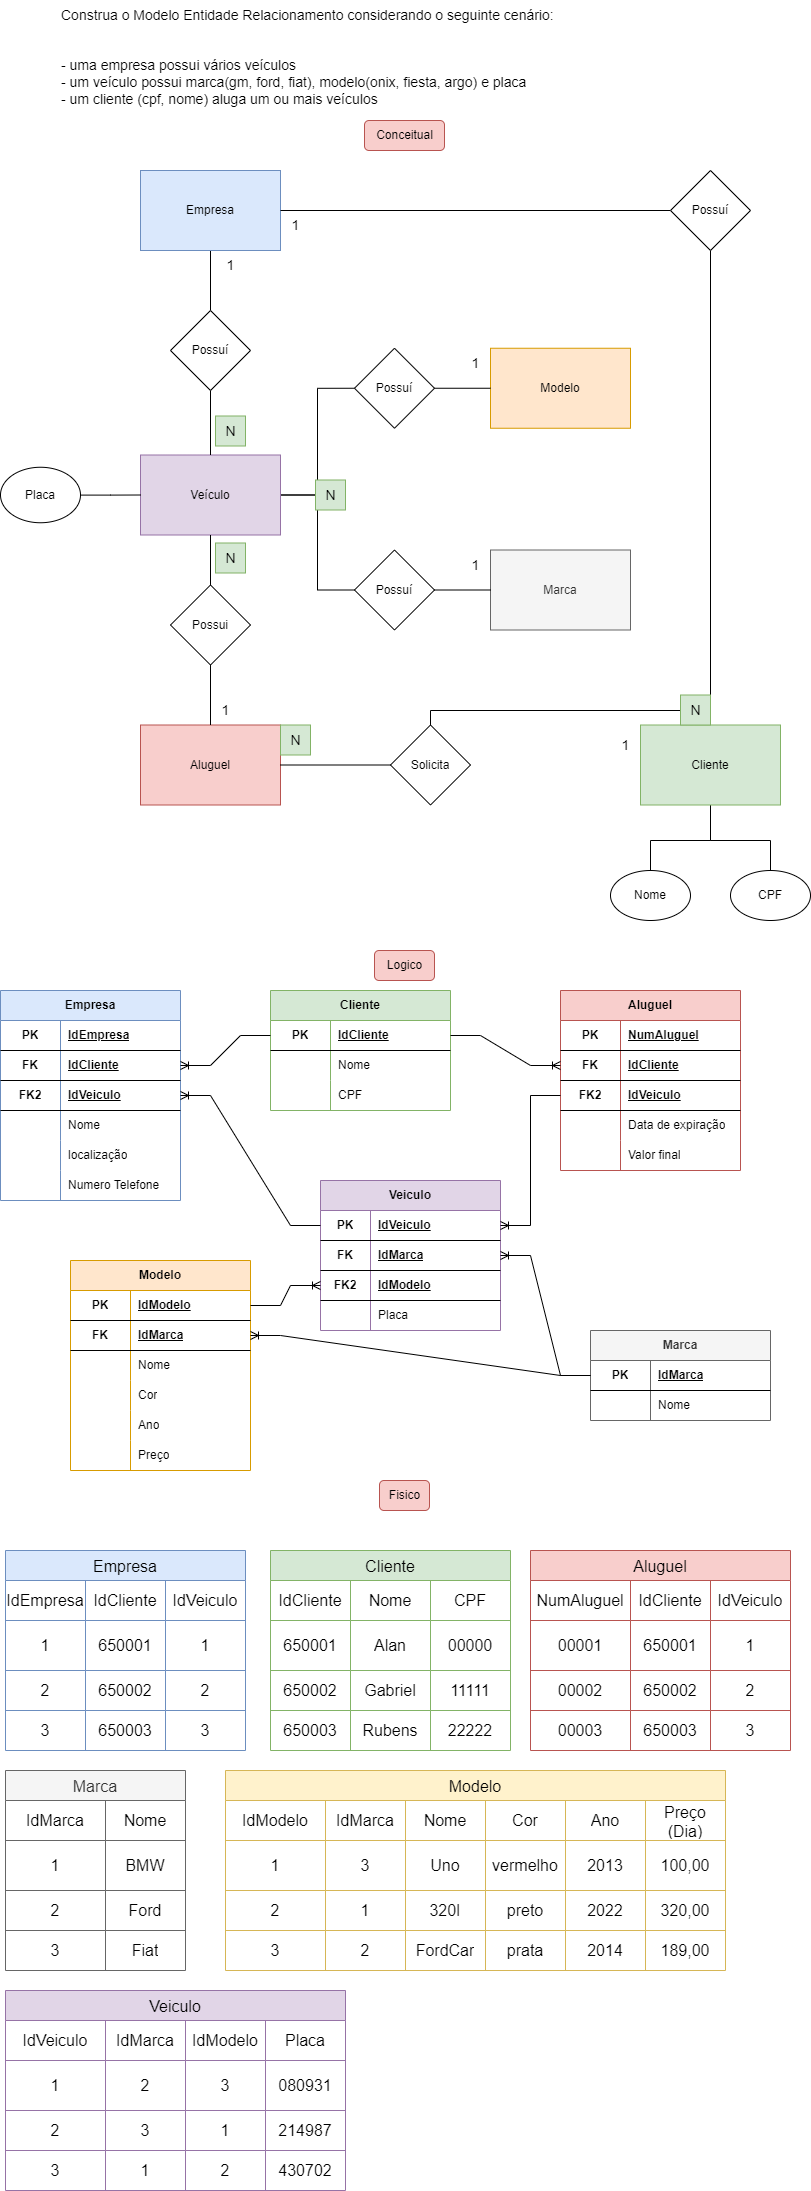 Construa o Modelo Entidade Relacionamento considerando o seguinte cenário:
- uma empresa possui vários veículos
- um veículo possui marca(gm, ford, fiat), modelo(onix, fiesta, argo) e placa
- um cliente (cpf, nome) aluga um ou mais veículos
Conceitual
Empresa
1
Possuí
1
Possuí
N
Possuí
1
Modelo
Placa
Veículo
N
N
Possuí
1
Marca
Possui
1
N
N
Aluguel
Solicita
1
Cliente
Nome
CPF
Logico
Empresa
PK IdEmpresa
FK IdCliente
FK2 IdVeiculo
Nome
localização
Numero Telefone
Cliente
PK IdCliente
Nome
CPF
Aluguel
PK NumAluguel
FK IdCliente
FK2 IdVeiculo
Data de expiração
Valor final
Veiculo
PK IdVeiculo
FK IdMarca
FK2 IdModelo
Placa
Modelo
PK IdModelo
FK IdMarca
Nome
Cor
Ano
Preço
Marca
PK IdMarca
Nome
Fisico
Empresa
IdEmpresa IdCliente IdVeiculo
1 650001 1
2 650002 2
3 650003 3
Cliente
IdCliente Nome CPF
650001 Alan 00000
650002 Gabriel 11111
650003 Rubens 22222
Aluguel
NumAluguel IdCliente IdVeiculo
00001 650001 1
00002 650002 2
00003 650003 3
Marca
IdMarca Nome
1 BMW
2 Ford
3 Fiat
Modelo
IdModelo IdMarca Nome Cor Ano Preço
(Dia)
1 3 Uno vermelho 2013 100,00
2 1 320I preto 2022 320,00
3 2 FordCar prata 2014 189,00
Veiculo
IdVeiculo IdMarca IdModelo Placa
1 2 3 080931
2 3 1 214987
3 1 2 430702